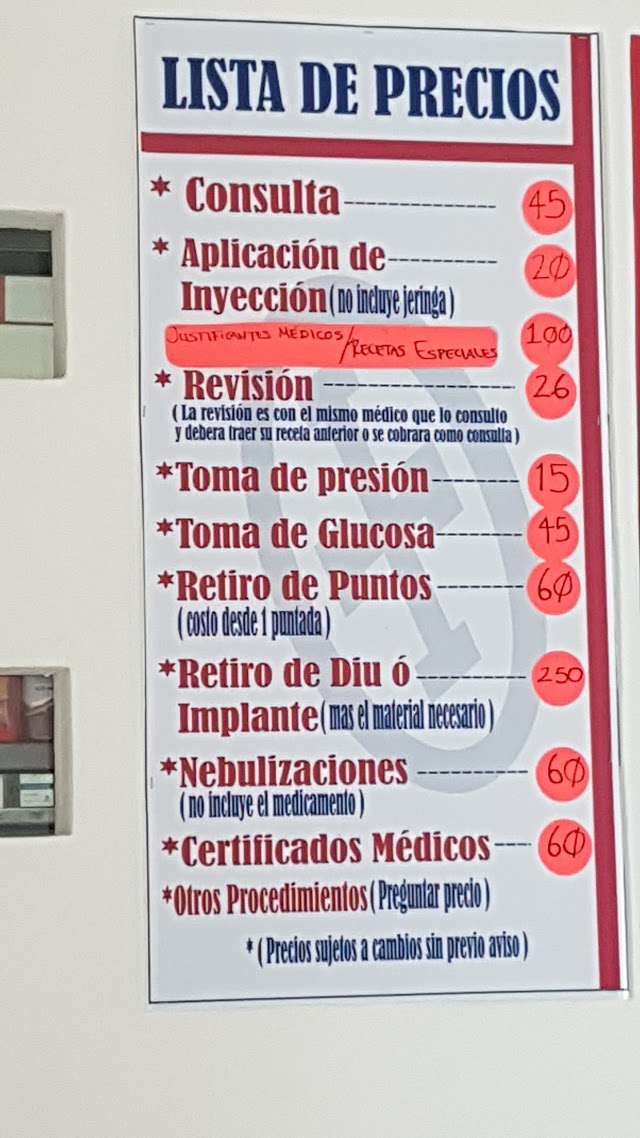 LISTA DE PRECIOS
* Consulta---------------- 45
* Aplicación de----------- 20
Inyección ( no incluye jeringa )
JUSTIFICANTES MÉDICOS/ RECETAS ESPECIALES 100
* Revisión -------------------- 26
( La revisión es con el mismo médico que lo consulto
y debera traer su receta anterior o se cobrara como consulta )
*Toma de presión--------- 15
*Toma de Glucosa--------- 45
*Retiro de Puntos --------- 60
( costo desde 1 puntada )
*Retiro de Diu ó----------- 250
Implante ( mas el material necesario )
*Nebulizaciones ----------- 60
( no incluye el medicamento )
*Certificados Médicos---- 60
*Otros Procedimientos ( Preguntar precio )
* ( Precios sujetos a cambios sin previo aviso )